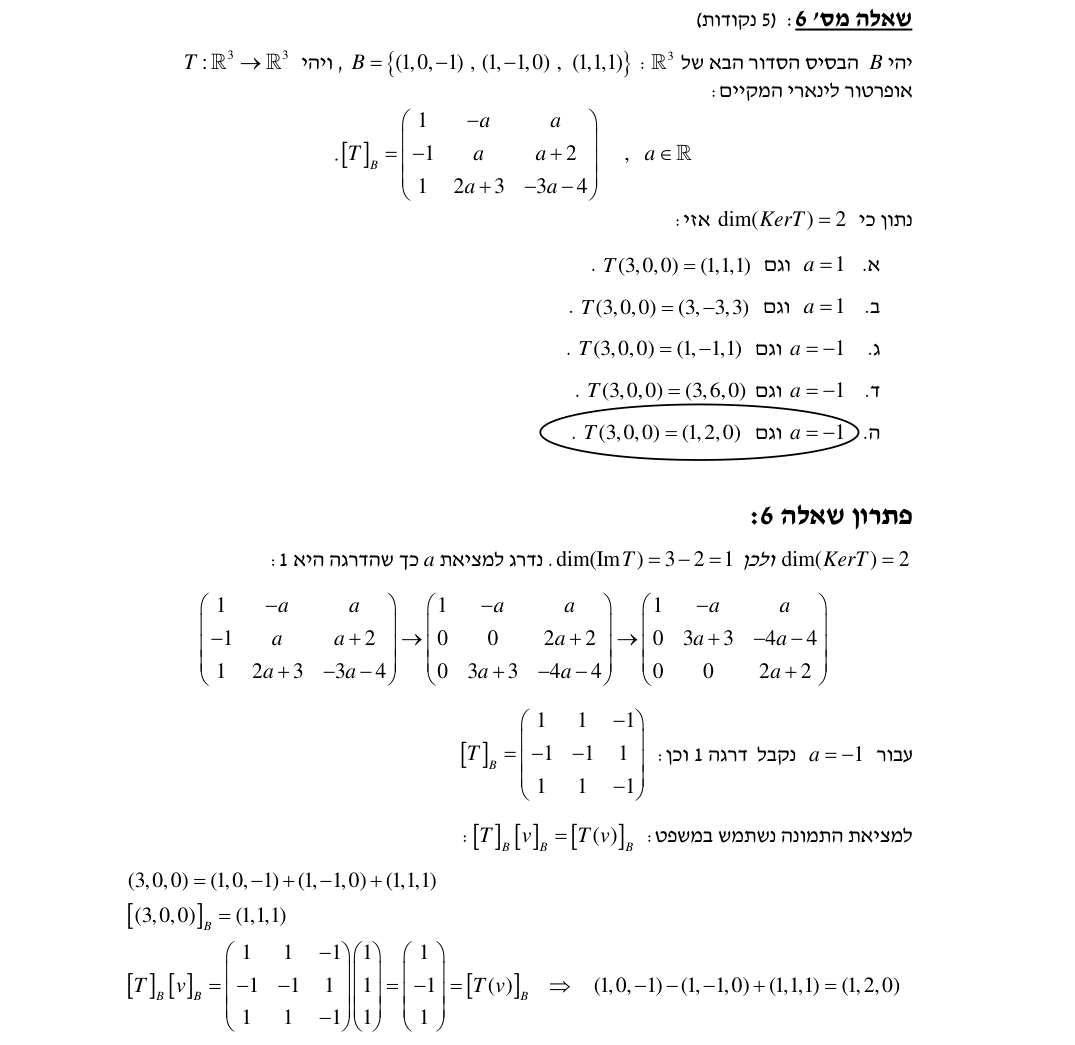 שאלה מס׳ 6 : (5 נקודות)
יהי B הבסיס הסדור הבא של ℝ³ : B = {(1,0,−1) , (1,−1,0) , (1,1,1)} , ויהי T : ℝ³ → ℝ³
אופרטור לינארי המקיים :
.[T]_B = ( 1 −a a ; −1 a a+2 ; 1 2a+3 −3a−4 ) , a ∈ ℝ
נתון כי dim(KerT) = 2 אזי :
א. a = 1 וגם T(3,0,0) = (1,1,1) .
ב. a = 1 וגם T(3,0,0) = (3,−3,3) .
ג. a = −1 וגם T(3,0,0) = (1,−1,1) .
ד. a = −1 וגם T(3,0,0) = (3,6,0) .
ה. a = −1 וגם T(3,0,0) = (1,2,0) .
פתרון שאלה 6:
dim(KerT) = 2 ולכן dim(ImT) = 3−2 = 1 . נדרג למציאת a כך שהדרגה היא 1 :
( 1 −a a ; −1 a a+2 ; 1 2a+3 −3a−4 ) → ( 1 −a a ; 0 0 2a+2 ; 0 3a+3 −4a−4 ) → ( 1 −a a ; 0 3a+3 −4a−4 ; 0 0 2a+2 )
עבור a = −1 נקבל דרגה 1 וכן : [T]_B = ( 1 1 −1 ; −1 −1 1 ; 1 1 −1 )
למציאת התמונה נשתמש במשפט : [T]_B [v]_B = [T(v)]_B :
(3,0,0) = (1,0,−1)+(1,−1,0)+(1,1,1)
[(3,0,0)]_B = (1,1,1)
[T]_B [v]_B = ( 1 1 −1 ; −1 −1 1 ; 1 1 −1 ) ( 1 ; 1 ; 1 ) = ( 1 ; −1 ; 1 ) = [T(v)]_B ⇒ (1,0,−1)−(1,−1,0)+(1,1,1) = (1,2,0)